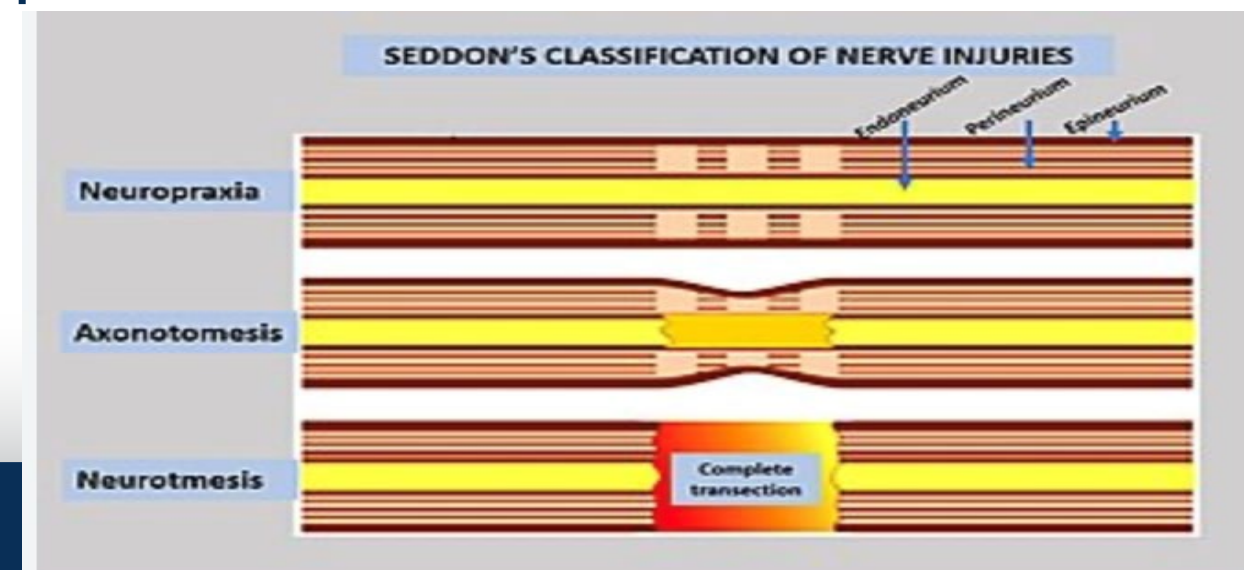 SEDDON'S CLASSIFICATION OF NERVE INJURIES
Endoneurium
Perineurium
Epineurium
Neuropraxia
Axonotomesis
Neurotmesis
Complete
transection